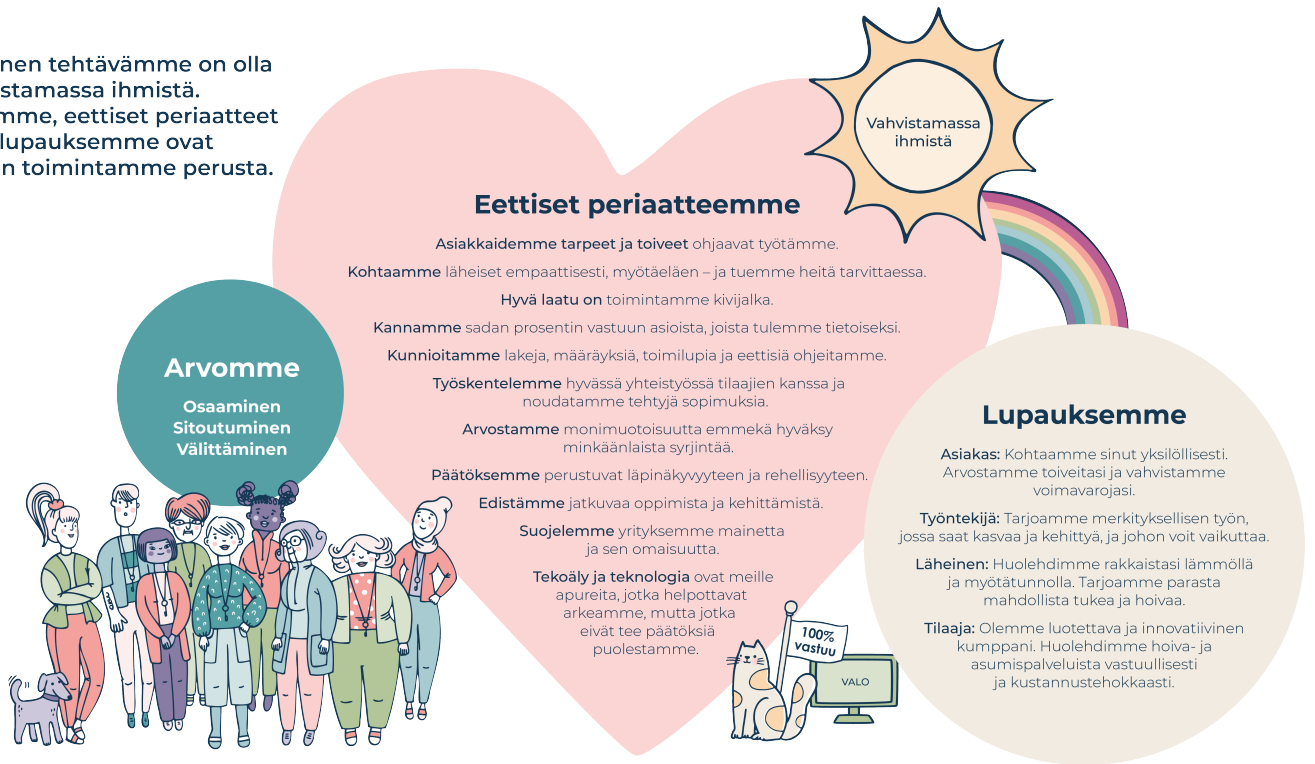 nen tehtävämme on olla
stamassa ihmistä.
mme, eettiset periaatteet
lupauksemme ovat
n toimintamme perusta.
Vahvistamassa
ihmistä
Eettiset periaatteemme
Asiakkaidemme tarpeet ja toiveet ohjaavat työtämme.
Kohtaamme läheiset empaattisesti, myötäeläen – ja tuemme heitä tarvittaessa.
Hyvä laatu on toimintamme kivijalka.
Kannamme sadan prosentin vastuun asioista, joista tulemme tietoiseksi.
Kunnioitamme lakeja, määräyksiä, toimilupia ja eettisiä ohjeitamme.
Työskentelemme hyvässä yhteistyössä tilaajien kanssa ja
noudatamme tehtyjä sopimuksia.
Arvostamme monimuotoisuutta emmekä hyväksy
minkäänlaista syrjintää.
Päätöksemme perustuvat läpinäkyvyyteen ja rehellisyyteen.
Edistämme jatkuvaa oppimista ja kehittämistä.
Suojelemme yrityksemme mainetta
ja sen omaisuutta.
Tekoäly ja teknologia ovat meille
apureita, jotka helpottavat
arkeamme, mutta jotka
eivät tee päätöksiä
puolestamme.
Arvomme
Osaaminen
Sitoutuminen
Välittäminen
100%
vastuu
VALO
Lupauksemme
Asiakas: Kohtaamme sinut yksilöllisesti.
Arvostamme toiveitasi ja vahvistamme
voimavarojasi.
Työntekijä: Tarjoamme merkityksellisen työn,
jossa saat kasvaa ja kehittyä, ja johon voit vaikuttaa.
Läheinen: Huolehdimme rakkaistasi lämmöllä
ja myötätunnolla. Tarjoamme parasta
mahdollista tukea ja hoivaa.
Tilaaja: Olemme luotettava ja innovatiivinen
kumppani. Huolehdimme hoiva- ja
asumispalveluista vastuullisesti
ja kustannustehokkaasti.